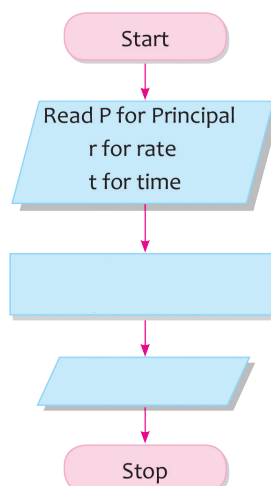 Start
Read P for Principal
r for rate
t for time
Stop